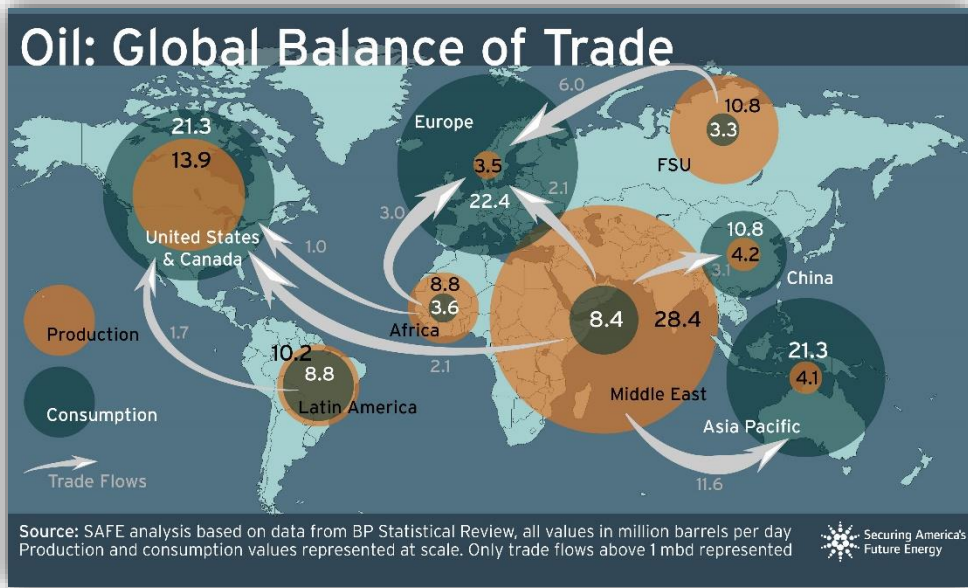 Oil: Global Balance of Trade
6.0
21.3
13.9
United States
& Canada
Europe
3.5
22.4
10.8
3.3
FSU
2.1
3.0
1.0
10.8
4.2
3.1
China
8.8
3.6
Africa
8.4
28.4
Middle East
Production
1.7
2.1
10.2
8.8
Latin America
21.3
4.1
Asia Pacific
Consumption
11.6
Trade Flows
Source: SAFE analysis based on data from BP Statistical Review, all values in million barrels per day
Production and consumption values represented at scale. Only trade flows above 1 mbd represented
Securing America's
Future Energy